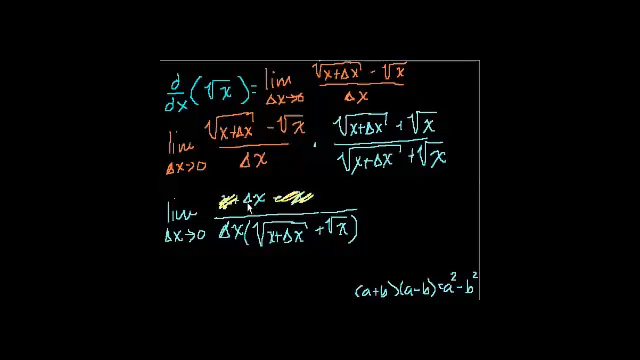 d/dx (√x) = lim Δx→0 (√(x+Δx) - √x)/Δx
lim Δx→0 (√(x+Δx) - √x)/Δx · (√(x+Δx) + √x)/(√(x+Δx) + √x)
lim Δx→0 (x + Δx - x)/(Δx(√(x+Δx) + √x))
(a+b)(a-b)=a²-b²